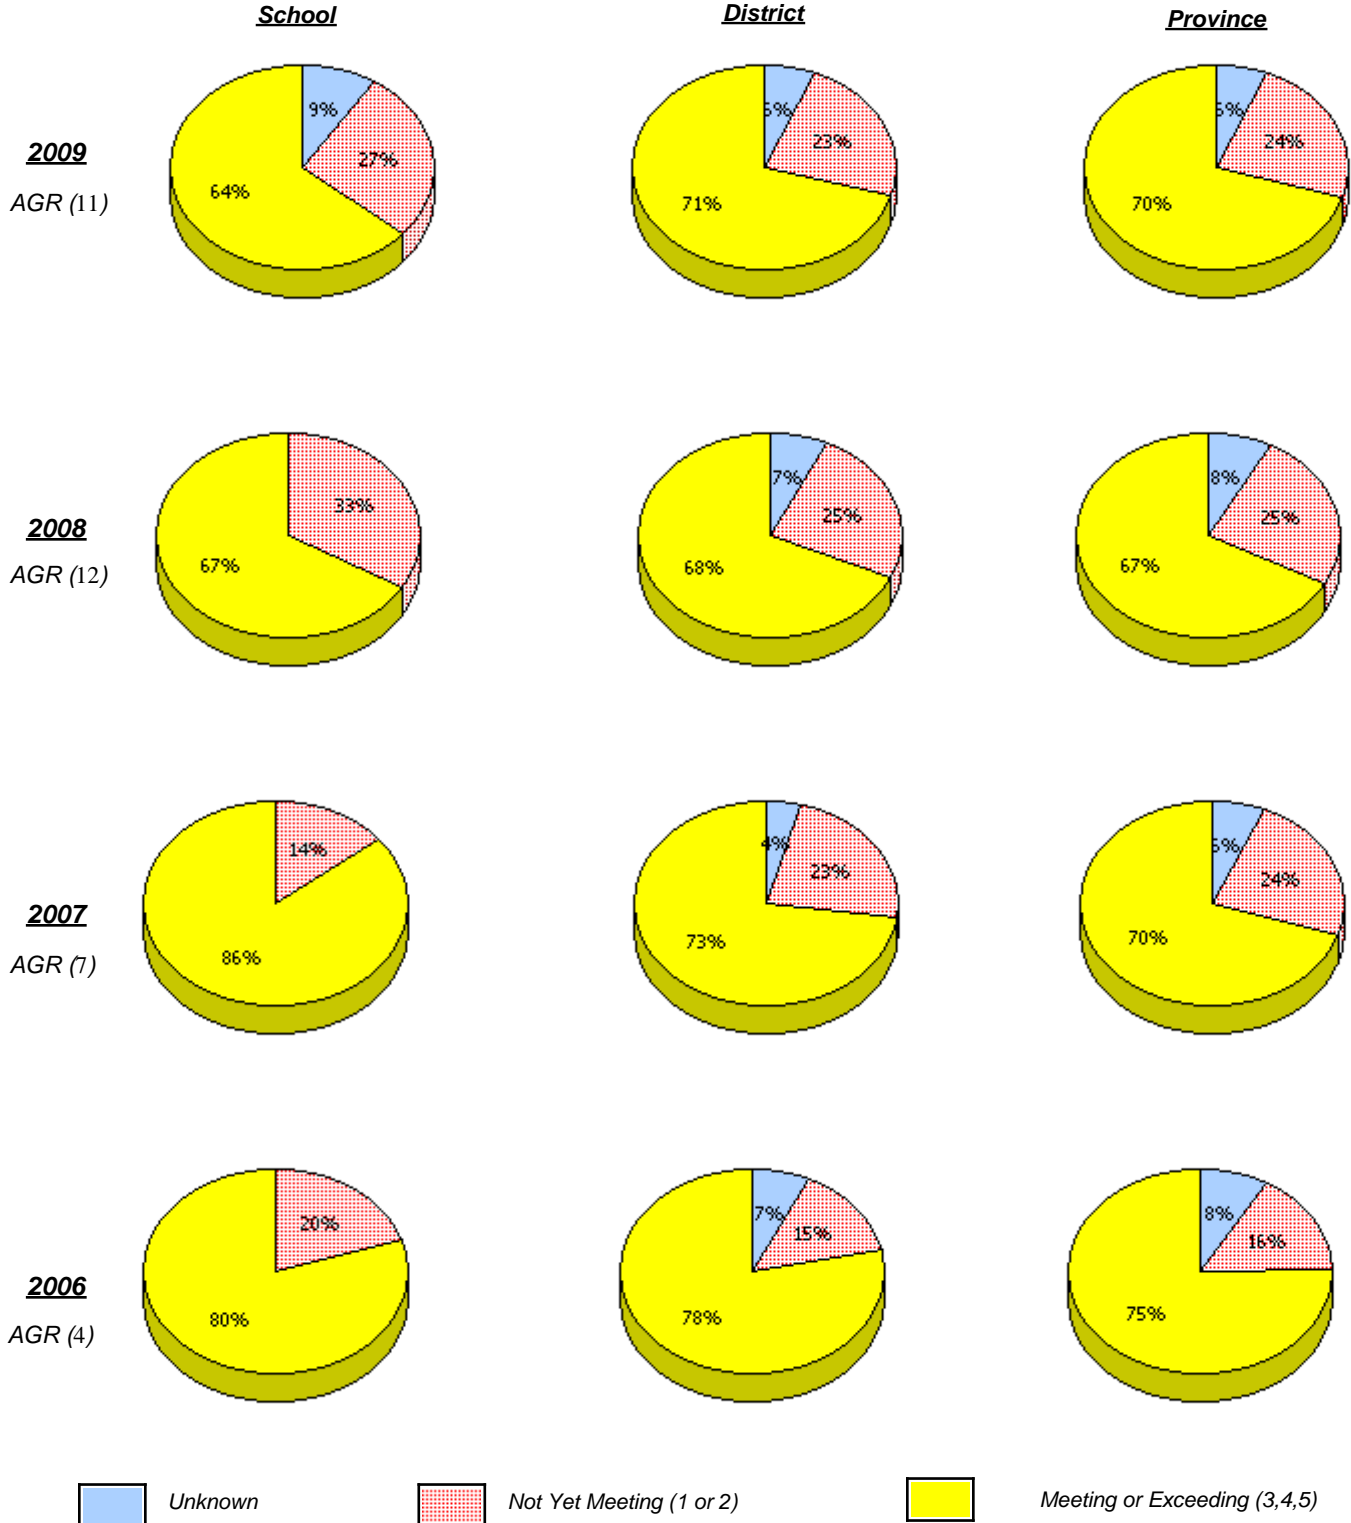 School District Province
9% 6% 6%
27% 23% 24%
2009
64% 71% 70%
AGR (11)
7% 8%
33% 25% 25%
2008
67% 68% 67%
AGR (12)
14% 4% 6%
23% 24%
2007
86% 73% 70%
AGR (7)
20% 7% 8%
15% 16%
2006
80% 78% 75%
AGR (4)
Unknown Not Yet Meeting (1 or 2) Meeting or Exceeding (3,4,5)